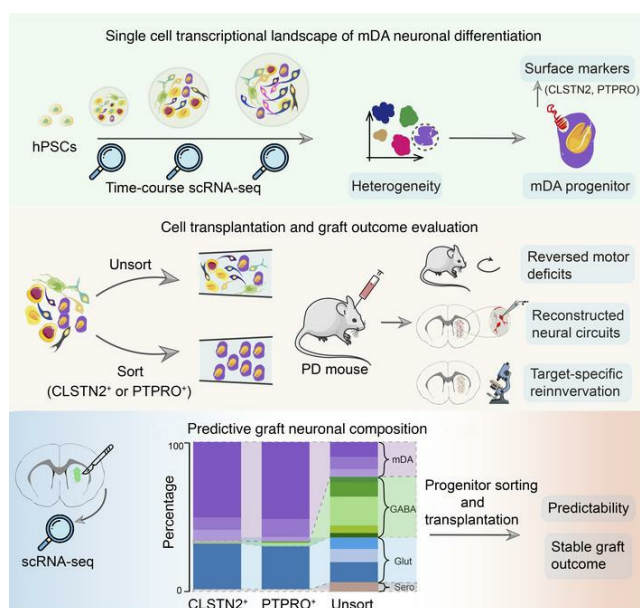 Single cell transcriptional landscape of mDA neuronal differentiation
Surface markers
(CLSTN2, PTPRO)
hPSCs
Time-course scRNA-seq
Heterogeneity
mDA progenitor
Cell transplantation and graft outcome evaluation
Unsort
Sort
(CLSTN2⁺ or PTPRO⁺)
PD mouse
Reversed motor
deficits
Reconstructed
neural circuits
Target-specific
reinnvervation
Predictive graft neuronal composition
scRNA-seq
Percentage
100
0
mDA
GABA
Glut
Sero
CLSTN2⁺
PTPRO⁺
Unsort
Progenitor sorting
and
transplantation
Predictability
Stable graft
outcome